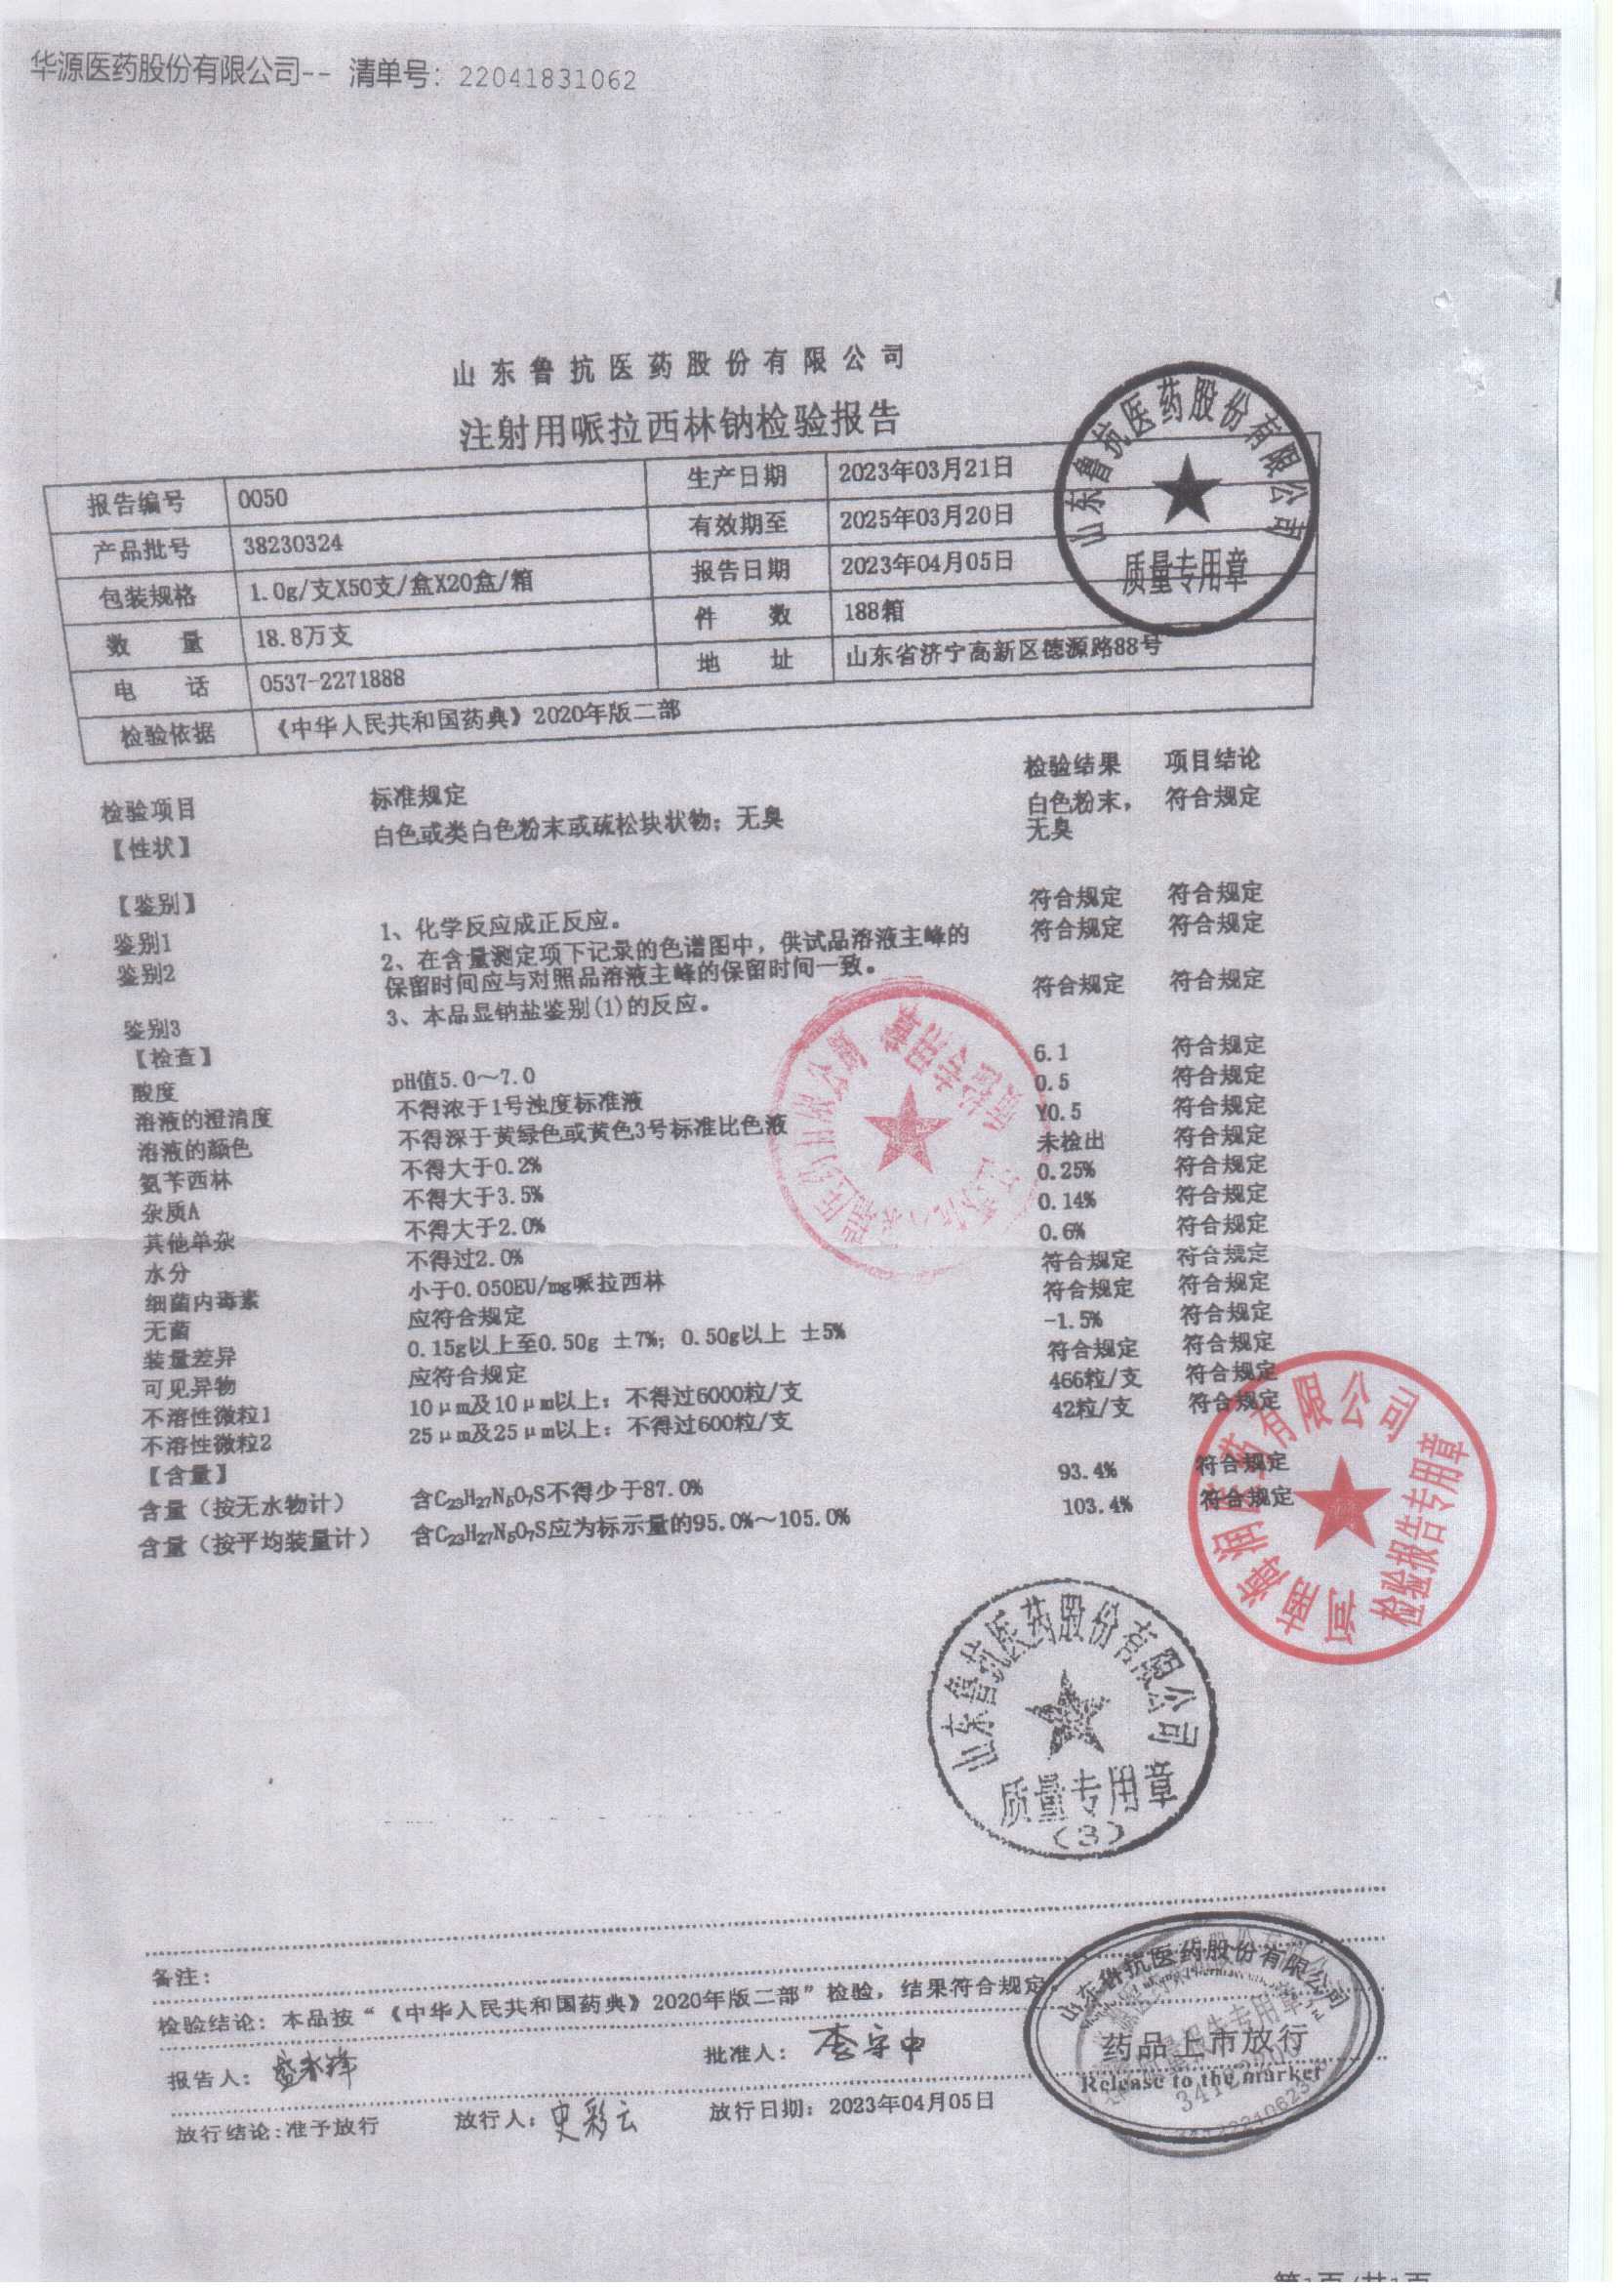 华源医药股份有限公司-- 清单号：22041831062
山东鲁抗医药股份有限公司
注射用哌拉西林钠检验报告
报告编号 0050 生产日期 2023年03月21日
产品批号 38230324 有效期至 2025年03月20日
包装规格 1.0g/支X50支/盒X20盒/箱 报告日期 2023年04月05日
数 量 18.8万支 件 数 188箱
电 话 0537-2271888 地 址 山东省济宁高新区德源路88号
检验依据 《中华人民共和国药典》2020年版二部
山东鲁抗医药股份有限公司
质量专用章
检验项目 标准规定 检验结果 项目结论
【性状】 白色或类白色粉末或疏松块状物；无臭 白色粉末， 符合规定
无臭
【鉴别】
鉴别1 1、化学反应成正反应。 符合规定 符合规定
鉴别2 2、在含量测定项下记录的色谱图中，供试品溶液主峰的 符合规定 符合规定
保留时间应与对照品溶液主峰的保留时间一致。
鉴别3 3、本品显钠盐鉴别(1)的反应。 符合规定 符合规定
【检查】
酸度 pH值5.0～7.0 6.1 符合规定
溶液的澄清度 不得浓于1号浊度标准液 0.5 符合规定
溶液的颜色 不得深于黄绿色或黄色3号标准比色液 Y0.5 符合规定
氨苄西林 不得大于0.2% 未检出 符合规定
杂质A 不得大于3.5% 0.25% 符合规定
其他单杂 不得大于2.0% 0.14% 符合规定
水分 不得过2.0% 0.6% 符合规定
细菌内毒素 小于0.050EU/mg哌拉西林 符合规定 符合规定
无菌 应符合规定 符合规定 符合规定
装量差异 0.15g以上至0.50g ±7%；0.50g以上 ±5% -1.5% 符合规定
可见异物 应符合规定 符合规定 符合规定
不溶性微粒1 10μm及10μm以上：不得过6000粒/支 466粒/支 符合规定
不溶性微粒2 25μm及25μm以上：不得过600粒/支 42粒/支 符合规定
【含量】
含量（按无水物计） 含C23H27N5O7S不得少于87.0% 93.4% 符合规定
含量（按平均装量计） 含C23H27N5O7S应为标示量的95.0%～105.0% 103.4% 符合规定
河南海润医药有限公司
检验报告专用章
山东鲁抗医药股份有限公司
质量专用章
(3)
备注：
检验结论：本品按“《中华人民共和国药典》2020年版二部”检验，结果符合规定
报告人： 批准人：李守中
放行结论:准予放行 放行人：史彩云 放行日期：2023年04月05日
山东鲁抗医药股份有限公司
药品上市放行
Release to the market